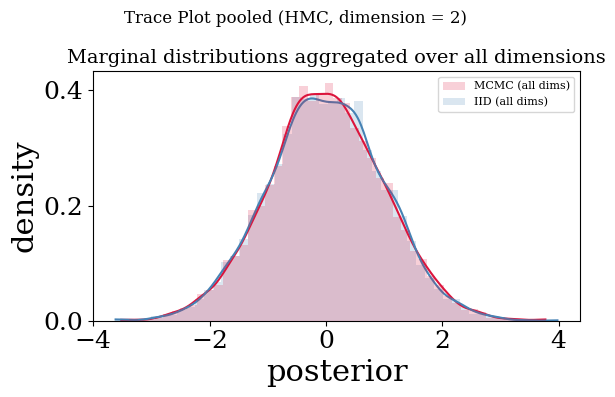 Trace Plot pooled (HMC, dimension = 2)
Marginal distributions aggregated over all dimensions
MCMC (all dims)
IID (all dims)
density
0.4
0.2
0.0
−4
−2
0
2
4
posterior